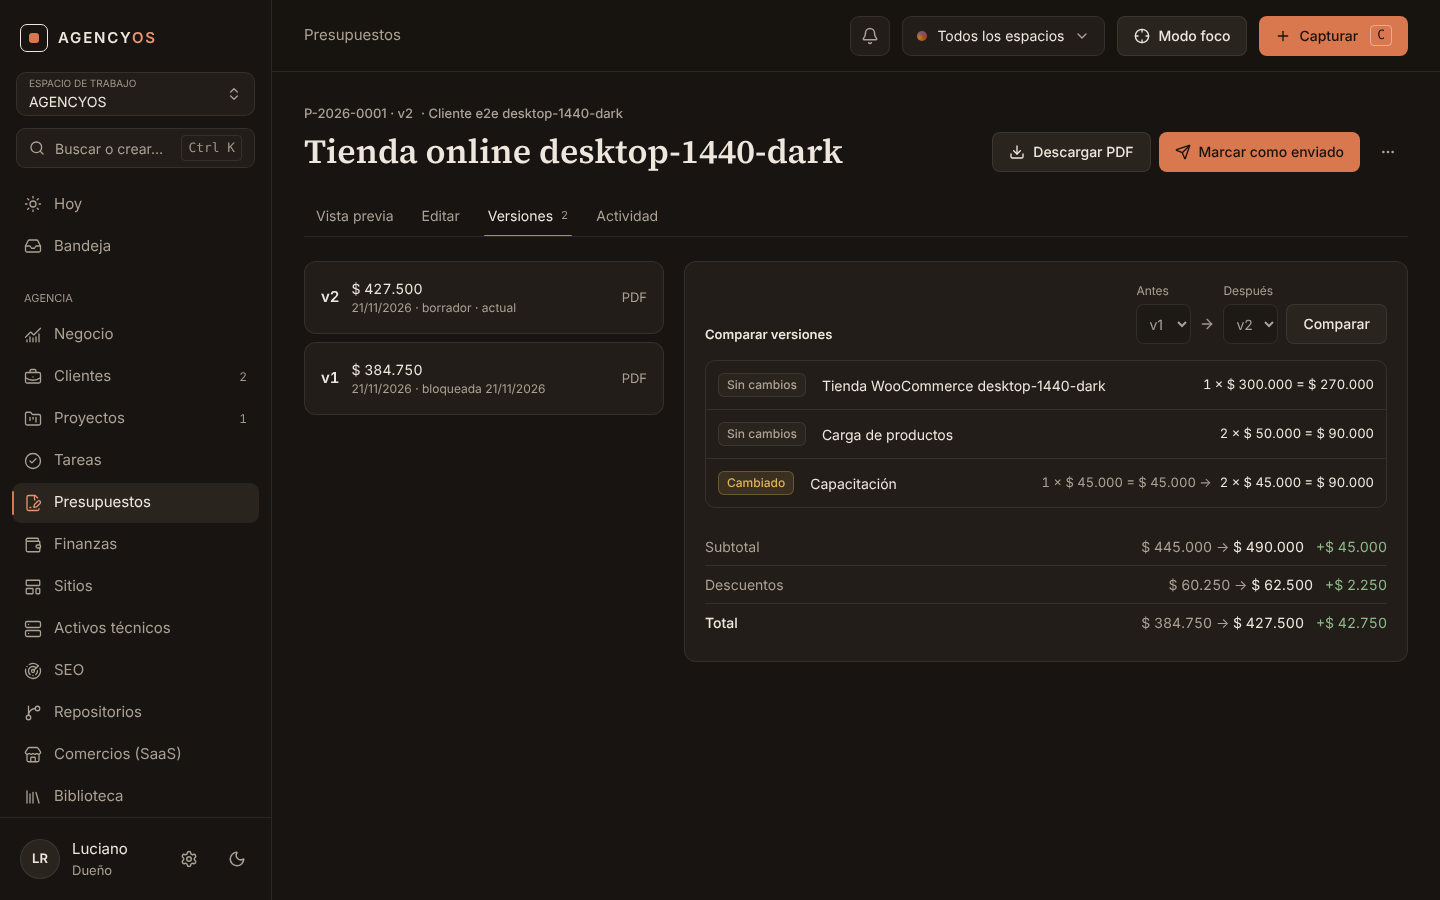 AGENCYOS
ESPACIO DE TRABAJO
AGENCYOS
Buscar o crear... Ctrl K
Hoy
Bandeja
AGENCIA
Negocio
Clientes 2
Proyectos 1
Tareas
Presupuestos
Finanzas
Sitios
Activos técnicos
SEO
Repositorios
Comercios (SaaS)
Biblioteca
LR
Luciano
Dueño
Presupuestos
Todos los espacios
Modo foco
Capturar C
P-2026-0001 · v2 · Cliente e2e desktop-1440-dark
Tienda online desktop-1440-dark
Descargar PDF
Marcar como enviado
Vista previa
Editar
Versiones 2
Actividad
v2
$ 427.500
21/11/2026 · borrador · actual
PDF
v1
$ 384.750
21/11/2026 · bloqueada 21/11/2026
PDF
Comparar versiones
Antes
v1
→
Después
v2
Comparar
Sin cambios Tienda WooCommerce desktop-1440-dark 1 × $ 300.000 = $ 270.000
Sin cambios Carga de productos 2 × $ 50.000 = $ 90.000
Cambiado Capacitación 1 × $ 45.000 = $ 45.000 → 2 × $ 45.000 = $ 90.000
Subtotal $ 445.000 → $ 490.000 +$ 45.000
Descuentos $ 60.250 → $ 62.500 +$ 2.250
Total $ 384.750 → $ 427.500 +$ 42.750